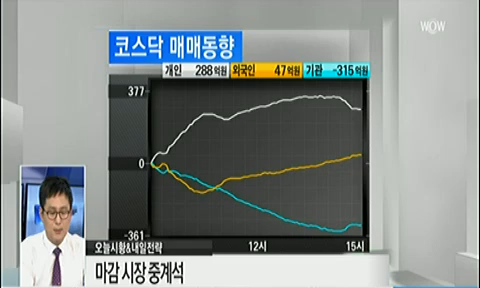 WOW
코스닥 매매동향
개인 288억원 외국인 47억원 기관 -315억원
377
0
-361
12시 15시
오늘시황&내일전략
마감 시장 중계석